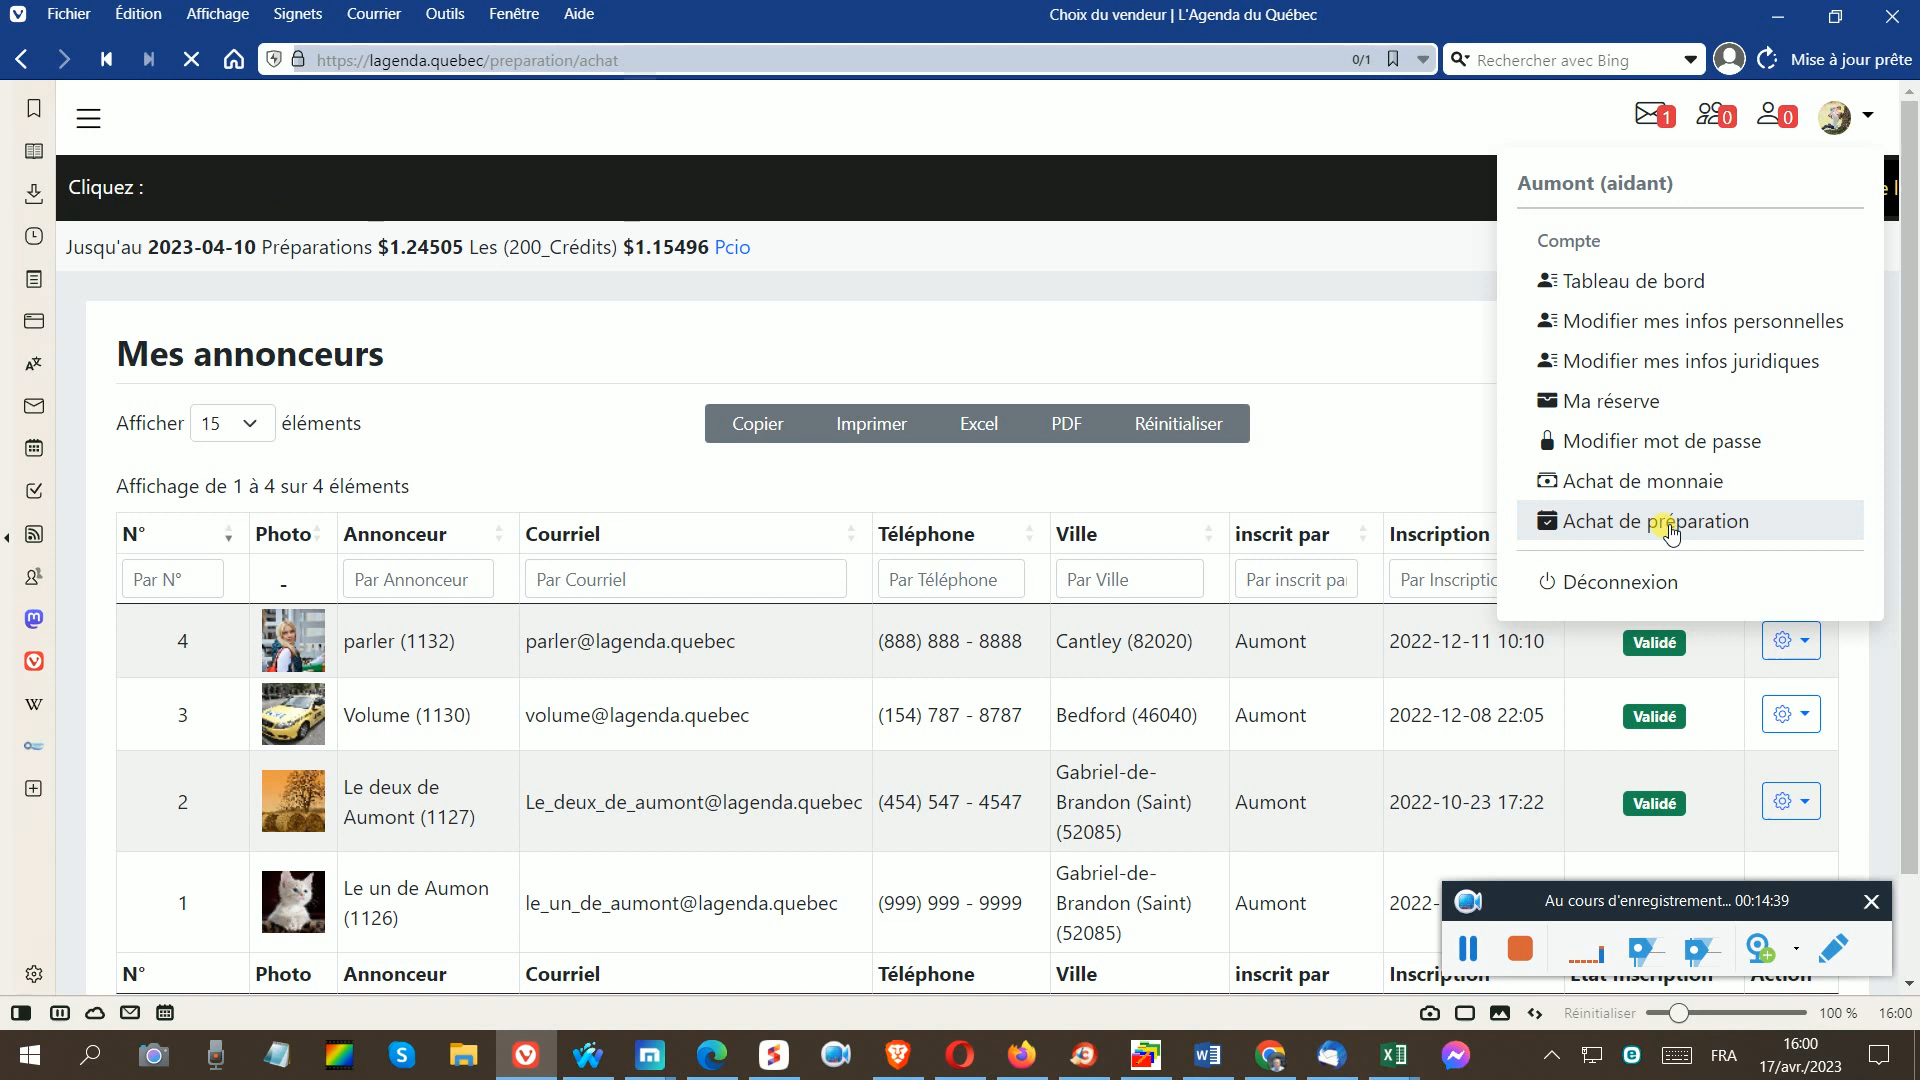 Fichier Édition Affichage Signets Courrier Outils Fenêtre Aide
Choix du vendeur | L'Agenda du Québec
https://lagenda.quebec/preparation/achat
0/1
Rechercher avec Bing
Mise à jour prête
1 0 0
Cliquez :
Jusqu'au 2023-04-10 Préparations $1.24505 Les (200_Crédits) $1.15496 Pcio
Aumont (aidant)
Compte
Tableau de bord
Modifier mes infos personnelles
Modifier mes infos juridiques
Ma réserve
Modifier mot de passe
Achat de monnaie
Achat de préparation
Déconnexion
Mes annonceurs
Afficher 15 éléments
Copier Imprimer Excel PDF Réinitialiser
Affichage de 1 à 4 sur 4 éléments
N° Photo Annonceur Courriel Téléphone Ville inscrit par Inscription
Par N° - Par Annonceur Par Courriel Par Téléphone Par Ville Par inscrit pa Par Inscriptic
4 parler (1132) parler@lagenda.quebec (888) 888 - 8888 Cantley (82020) Aumont 2022-12-11 10:10 Validé
3 Volume (1130) volume@lagenda.quebec (154) 787 - 8787 Bedford (46040) Aumont 2022-12-08 22:05 Validé
Gabriel-de-
Le deux de
2 Le_deux_de_aumont@lagenda.quebec (454) 547 - 4547 Brandon (Saint) Aumont 2022-10-23 17:22 Validé
Aumont (1127)
(52085)
Gabriel-de-
Le un de Aumon
1 le_un_de_aumont@lagenda.quebec (999) 999 - 9999 Brandon (Saint) Aumont 2022-
(1126)
(52085)
N° Photo Annonceur Courriel Téléphone Ville inscrit par
Au cours d'enregistrement... 00:14:39
Réinitialiser 100 % 16:00
FRA
16:00
17/avr./2023